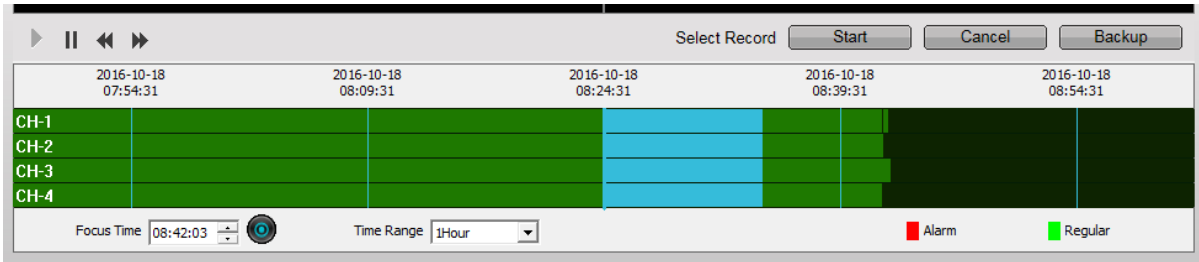 Select Record Start Cancel Backup
2016-10-18 2016-10-18 2016-10-18 2016-10-18 2016-10-18
07:54:31 08:09:31 08:24:31 08:39:31 08:54:31
CH-1
CH-2
CH-3
CH-4
Focus Time 08:42:03 Time Range 1Hour Alarm Regular